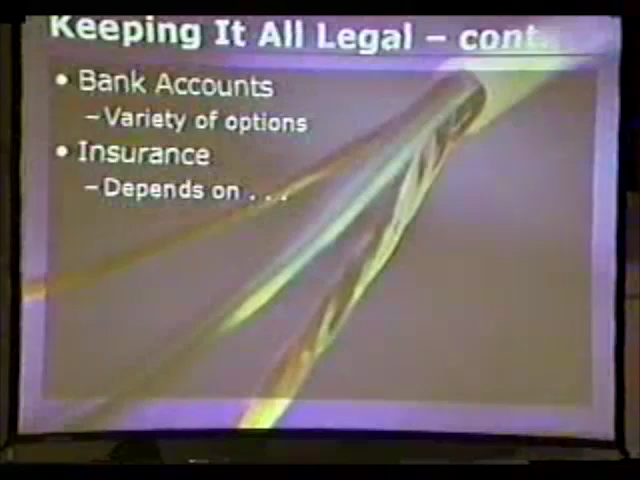 Keeping It All Legal – cont.
• Bank Accounts
–Variety of options
• Insurance
–Depends on . . .